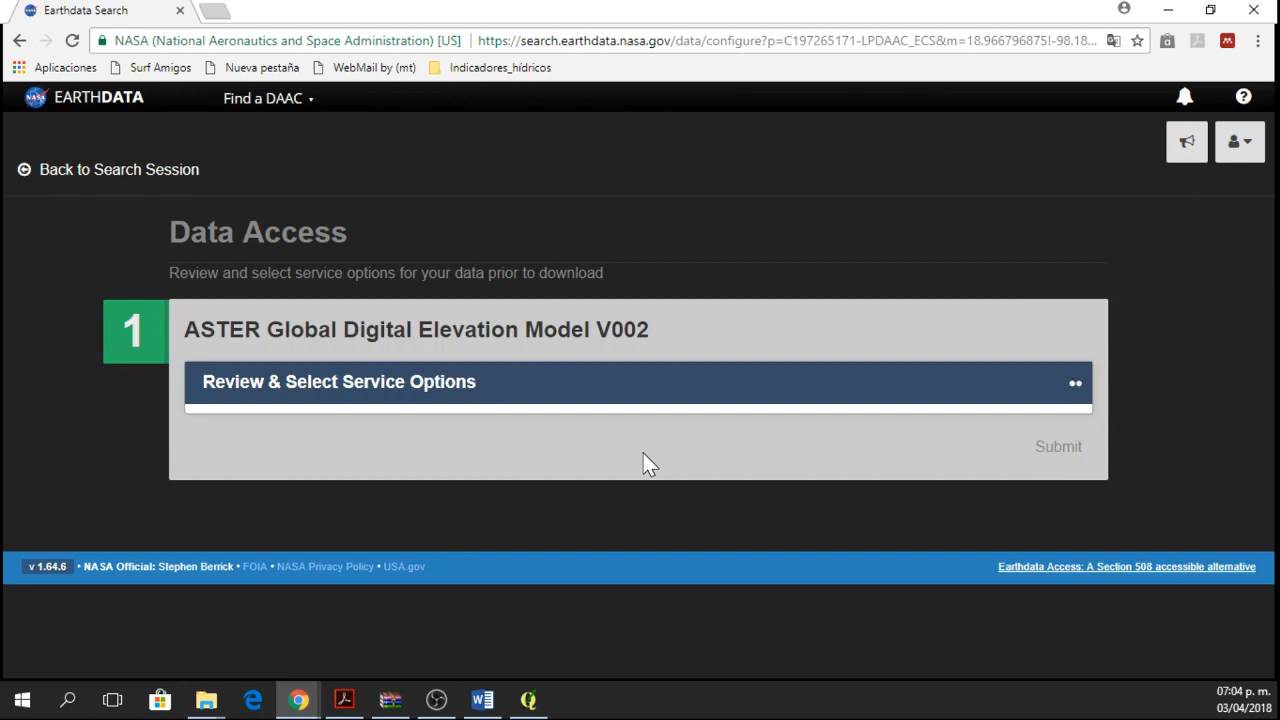 Earthdata Search
NASA (National Aeronautics and Space Administration) [US] https://search.earthdata.nasa.gov/data/configure?p=C197265171-LPDAAC_ECS&m=18.966796875!-98.18...
Aplicaciones Surf Amigos Nueva pestaña WebMail by (mt) Indicadores_hídricos
EARTHDATA Find a DAAC
Back to Search Session
Data Access
Review and select service options for your data prior to download
1 ASTER Global Digital Elevation Model V002
Review & Select Service Options
Submit
v 1.64.6 • NASA Official: Stephen Berrick • FOIA • NASA Privacy Policy • USA.gov Earthdata Access: A Section 508 accessible alternative
07:04 p. m.
03/04/2018